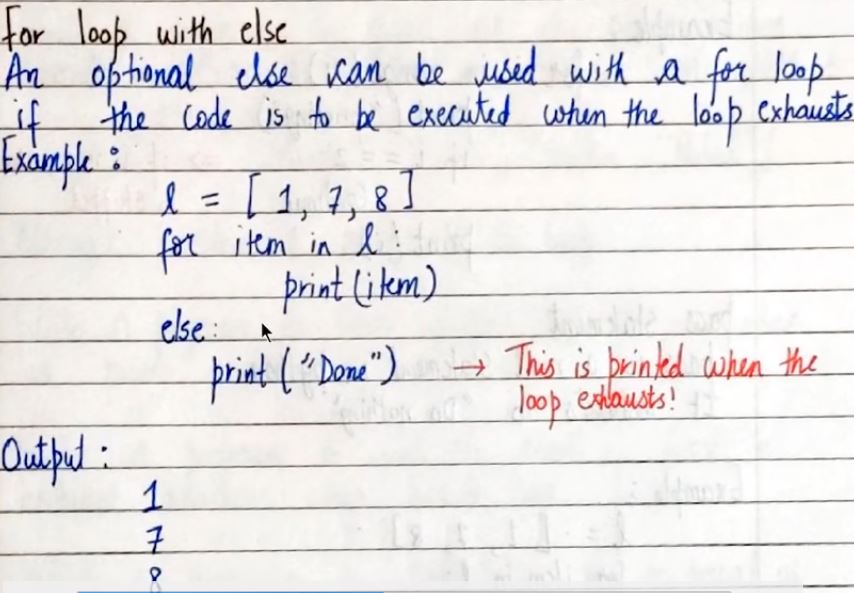 for loop with else
An optional else can be used with a for loop
if the code is to be executed when the loop exhausts
Example :
l = [ 1, 7, 8 ]
for item in l
print (item)
else :
print ( "Done" ) → This is printed when the
loop exhausts!
Output :
1
7
8